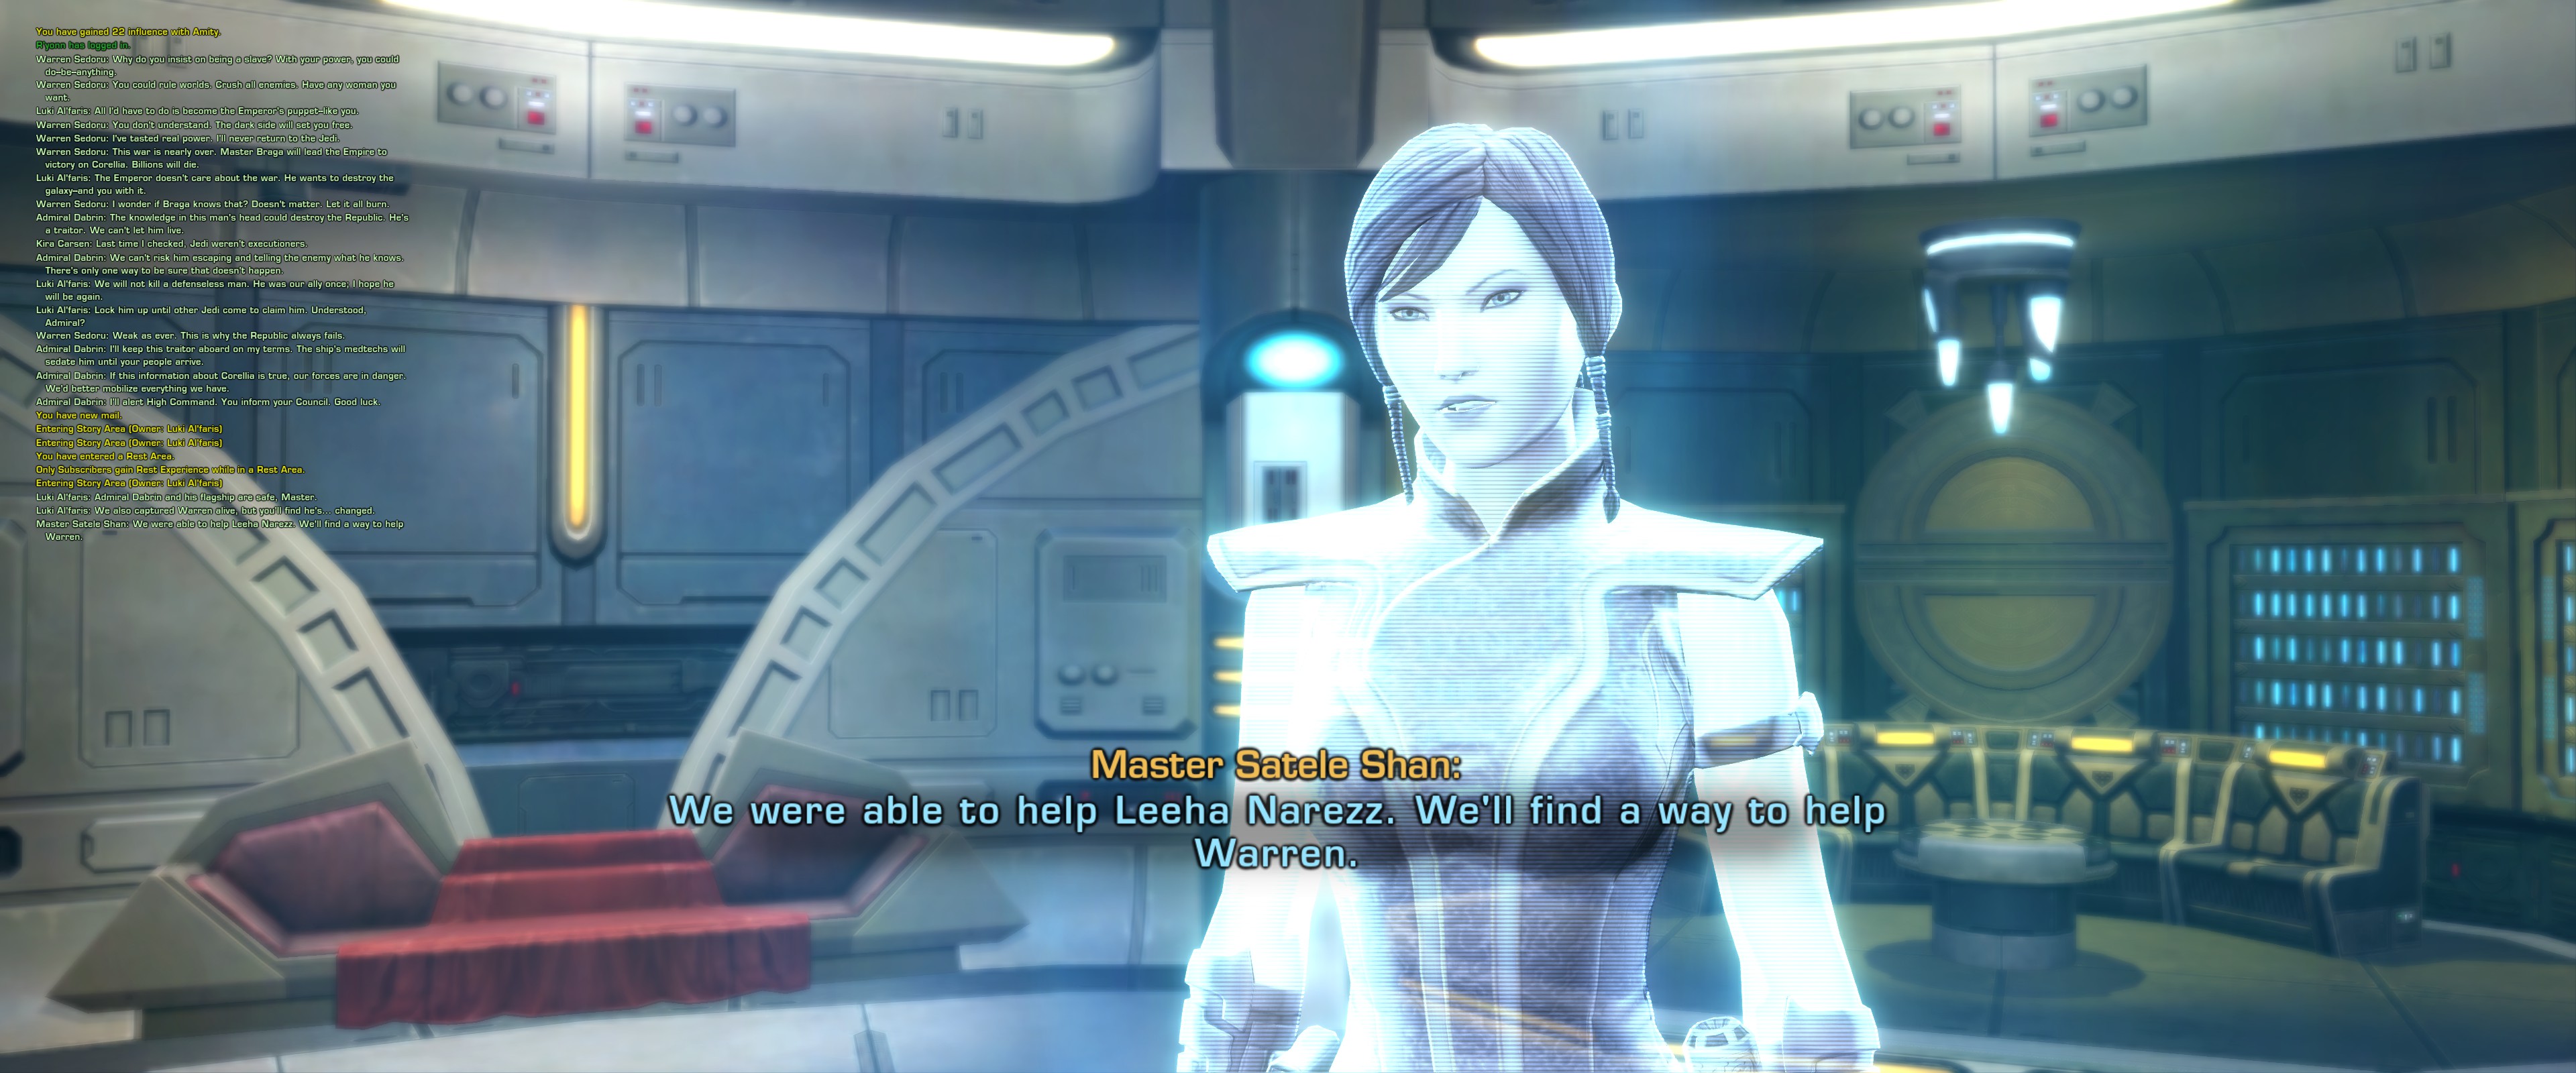 You have gained 22 influence with Amity.
R'yonn has logged in.
Warren Sedoru: Why do you insist on being a slave? With your power, you could
do–be–anything.
Warren Sedoru: You could rule worlds. Crush all enemies. Have any woman you
want.
Luki Al'faris: All I'd have to do is become the Emperor's puppet–like you.
Warren Sedoru: You don't understand. The dark side will set you free.
Warren Sedoru: I've tasted real power. I'll never return to the Jedi.
Warren Sedoru: This war is nearly over. Master Braga will lead the Empire to
victory on Corellia. Billions will die.
Luki Al'faris: The Emperor doesn't care about the war. He wants to destroy the
galaxy–and you with it.
Warren Sedoru: I wonder if Braga knows that? Doesn't matter. Let it all burn.
Admiral Dabrin: The knowledge in this man's head could destroy the Republic. He's
a traitor. We can't let him live.
Kira Carsen: Last time I checked, Jedi weren't executioners.
Admiral Dabrin: We can't risk him escaping and telling the enemy what he knows.
There's only one way to be sure that doesn't happen.
Luki Al'faris: We will not kill a defenseless man. He was our ally once; I hope he
will be again.
Luki Al'faris: Lock him up until other Jedi come to claim him. Understood,
Admiral?
Warren Sedoru: Weak as ever. This is why the Republic always fails.
Admiral Dabrin: I'll keep this traitor aboard on my terms. The ship's medtechs will
sedate him until your people arrive.
Admiral Dabrin: If this information about Corellia is true, our forces are in danger.
We'd better mobilize everything we have.
Admiral Dabrin: I'll alert High Command. You inform your Council. Good luck.
You have new mail.
Entering Story Area (Owner: Luki Al'faris)
Entering Story Area (Owner: Luki Al'faris)
You have entered a Rest Area.
Only Subscribers gain Rest Experience while in a Rest Area.
Entering Story Area (Owner: Luki Al'faris)
Luki Al'faris: Admiral Dabrin and his flagship are safe, Master.
Luki Al'faris: We also captured Warren alive, but you'll find he's... changed.
Master Satele Shan: We were able to help Leeha Narezz. We'll find a way to help
Warren.
Master Satele Shan:
We were able to help Leeha Narezz. We'll find a way to help
Warren.